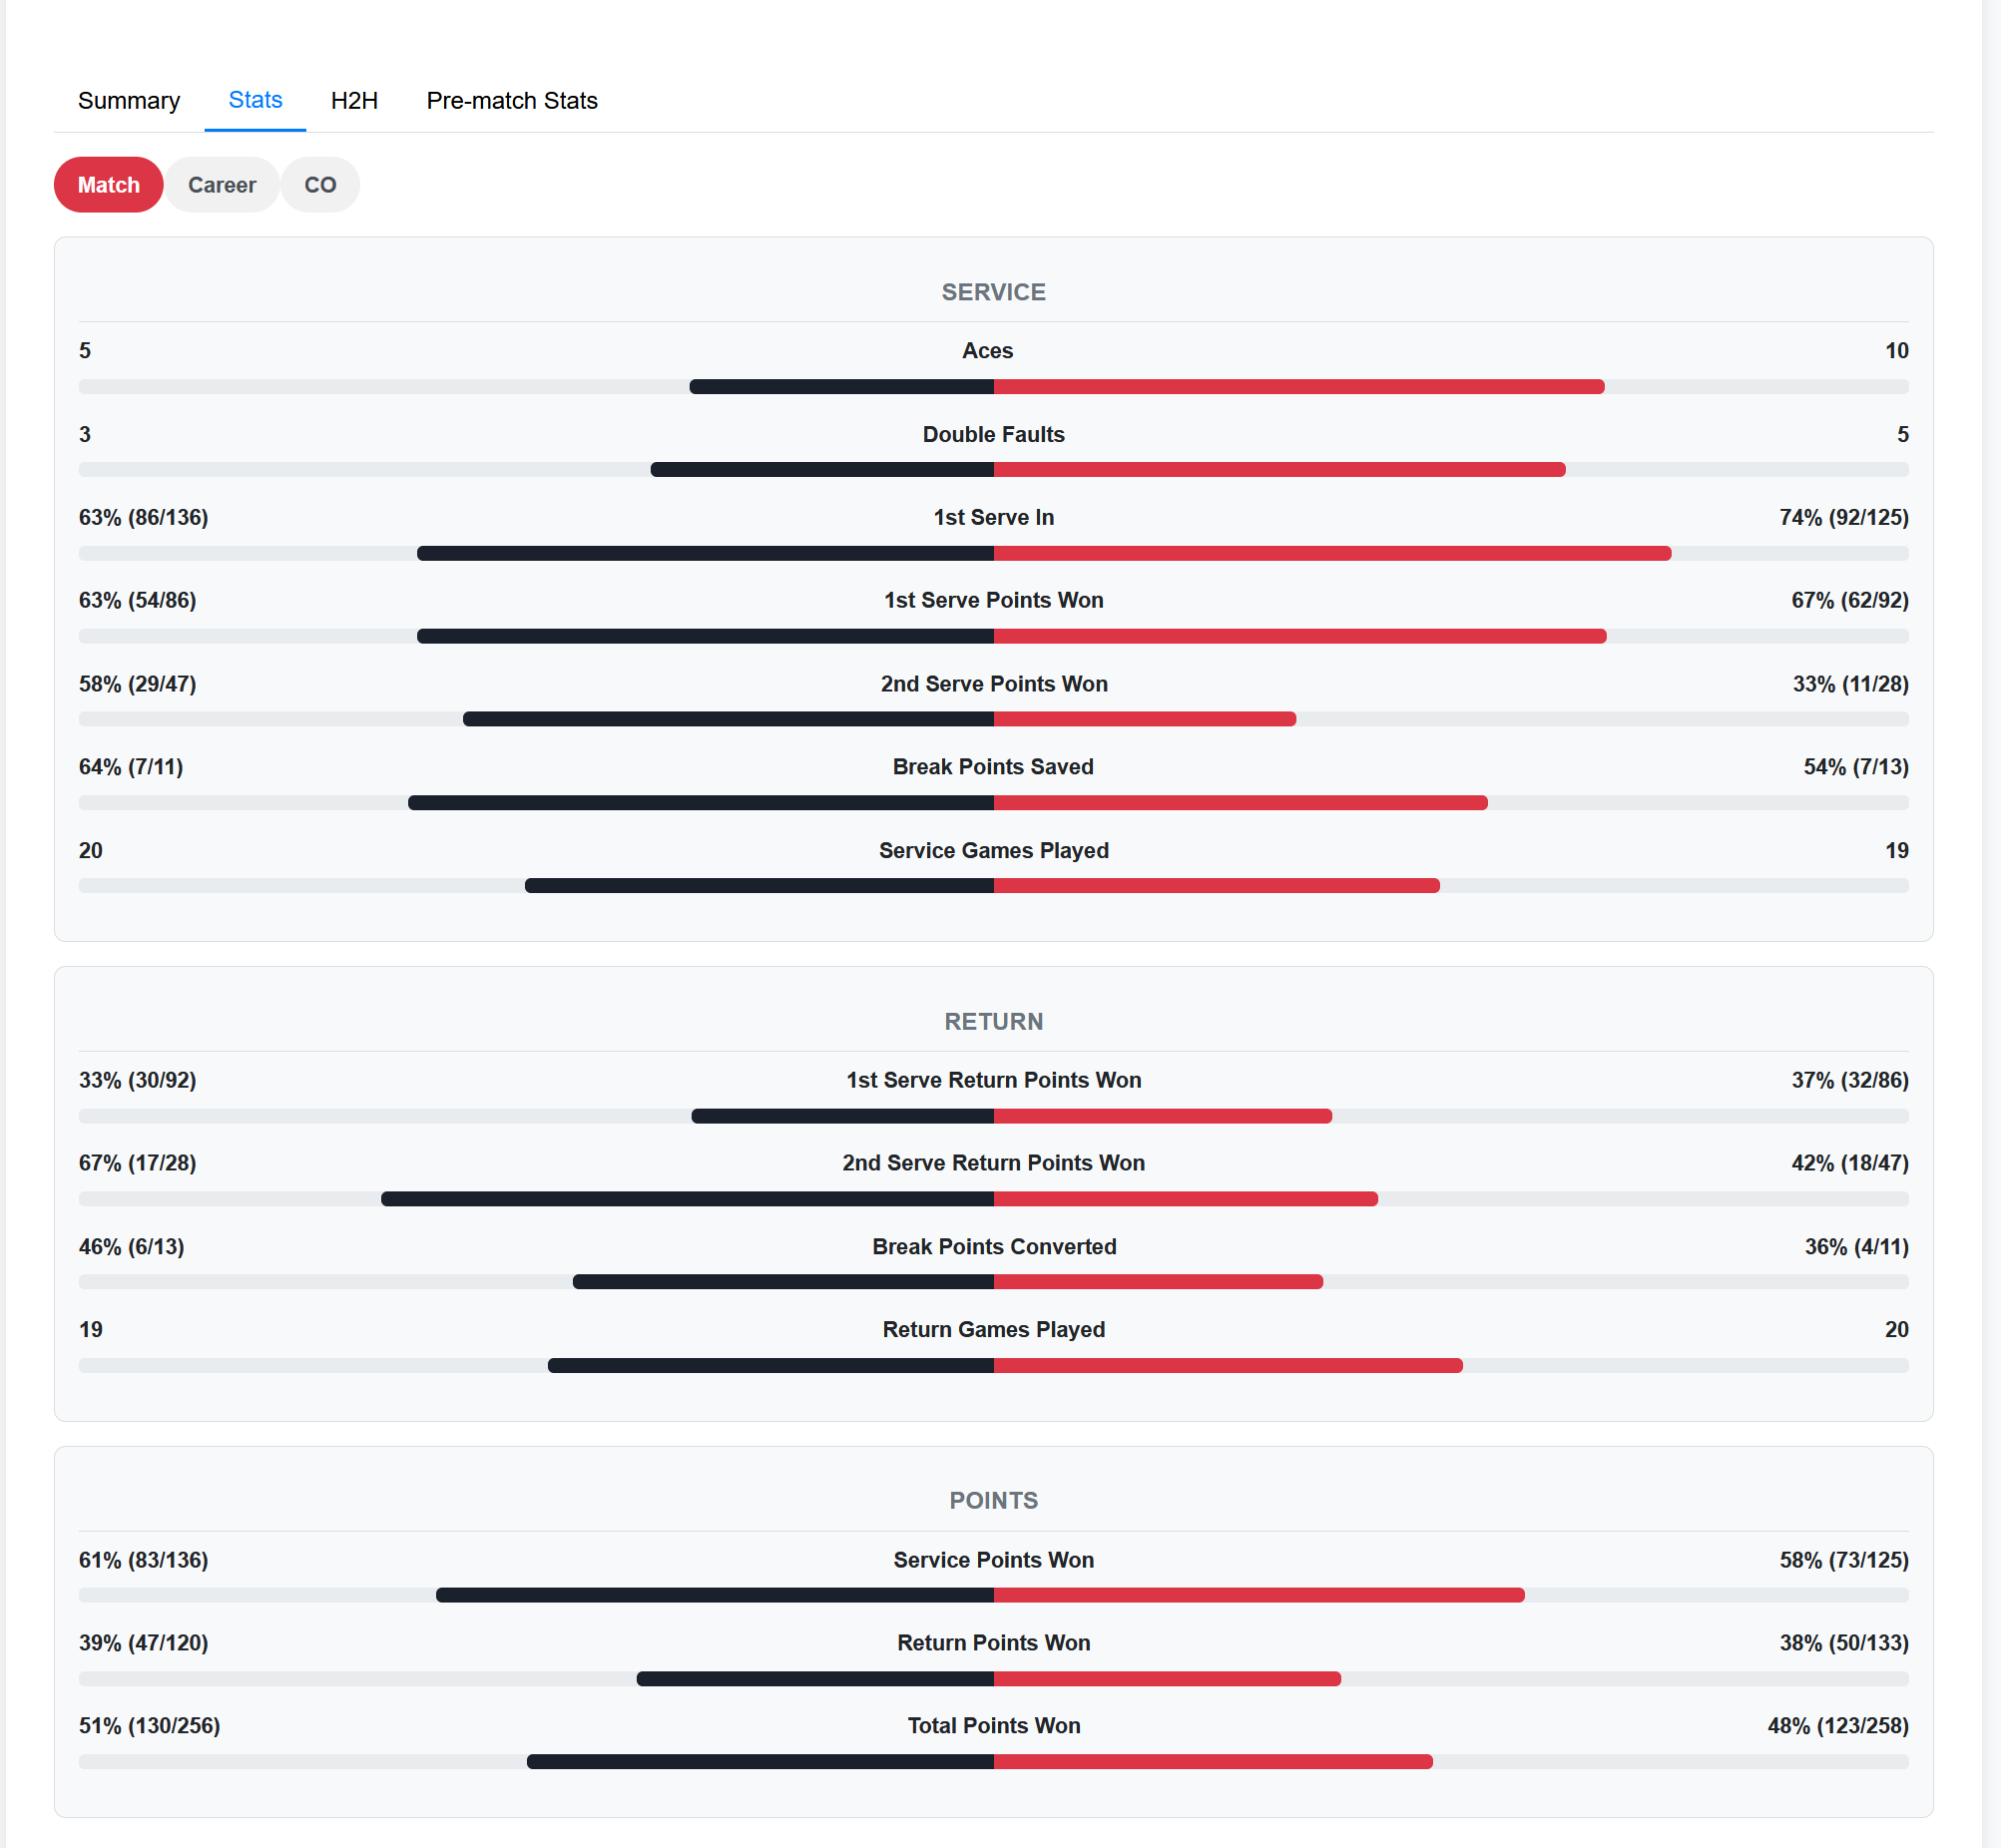 Summary Stats H2H Pre-match Stats
Match Career CO
SERVICE
5 Aces 10
3 Double Faults 5
63% (86/136) 1st Serve In 74% (92/125)
63% (54/86) 1st Serve Points Won 67% (62/92)
58% (29/47) 2nd Serve Points Won 33% (11/28)
64% (7/11) Break Points Saved 54% (7/13)
20 Service Games Played 19
RETURN
33% (30/92) 1st Serve Return Points Won 37% (32/86)
67% (17/28) 2nd Serve Return Points Won 42% (18/47)
46% (6/13) Break Points Converted 36% (4/11)
19 Return Games Played 20
POINTS
61% (83/136) Service Points Won 58% (73/125)
39% (47/120) Return Points Won 38% (50/133)
51% (130/256) Total Points Won 48% (123/258)